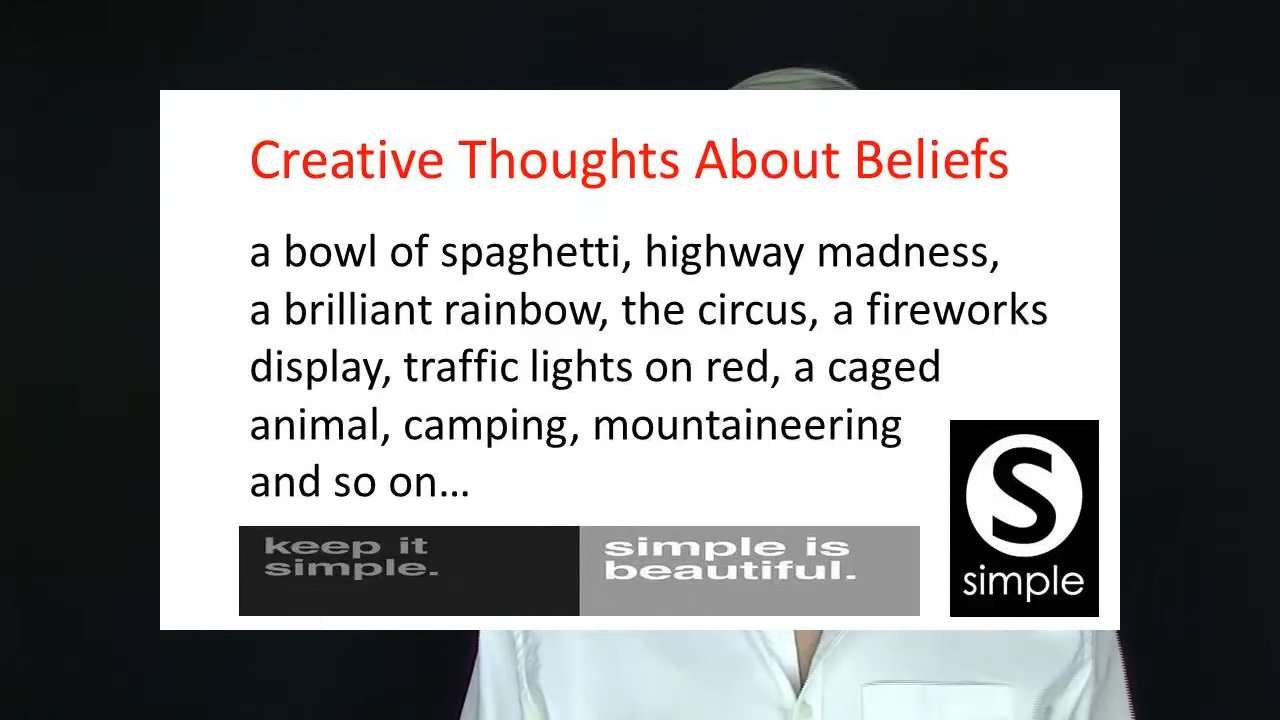 Creative Thoughts About Beliefs
a bowl of spaghetti, highway madness,
a brilliant rainbow, the circus, a fireworks
display, traffic lights on red, a caged
animal, camping, mountaineering
and so on...
keep it
simple.
simple is
beautiful.
S
simple